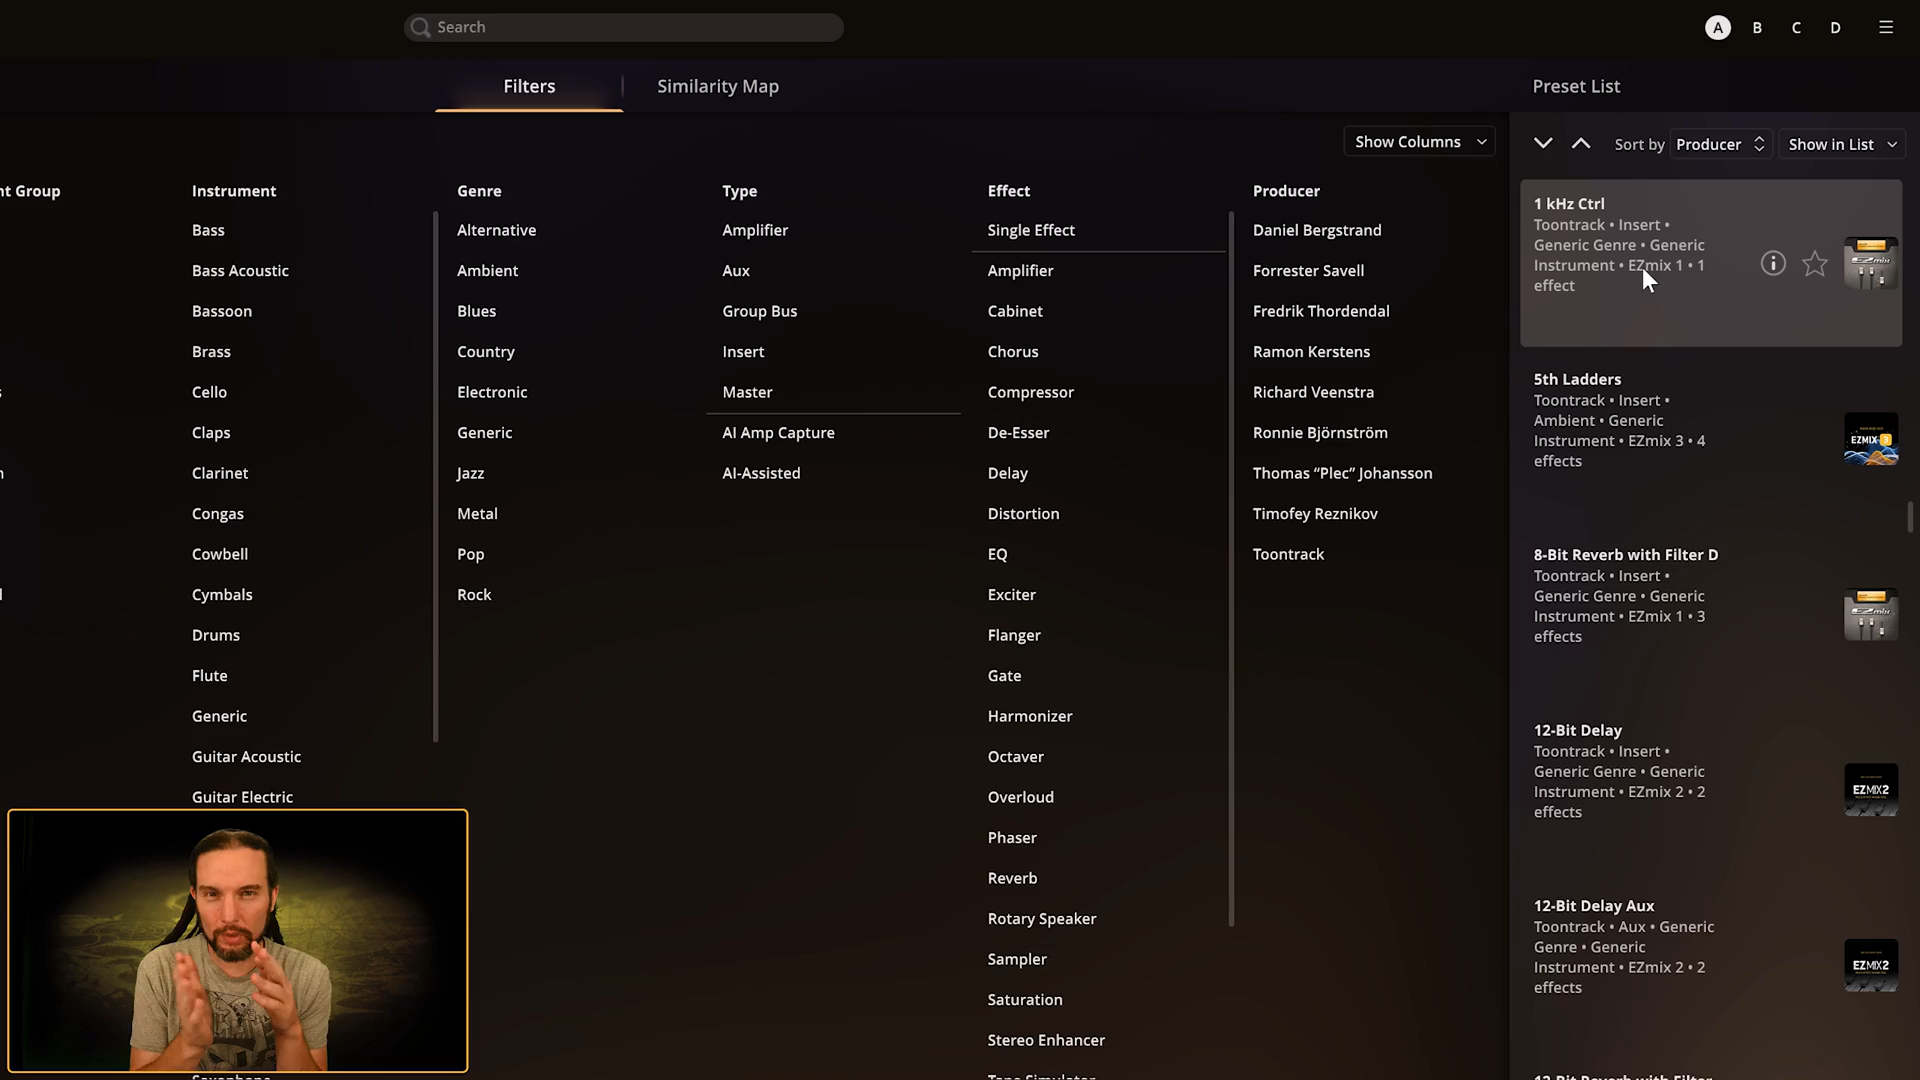 Search
A
B
C
D
Filters
Similarity Map
Preset List
Show Columns
Sort by
Producer
Show in List
nt Group
Instrument
Bass
Bass Acoustic
Bassoon
Brass
Cello
Claps
Clarinet
Congas
Cowbell
Cymbals
Drums
Flute
Generic
Guitar Acoustic
Guitar Electric
Genre
Alternative
Ambient
Blues
Country
Electronic
Generic
Jazz
Metal
Pop
Rock
Type
Amplifier
Aux
Group Bus
Insert
Master
AI Amp Capture
AI-Assisted
Effect
Single Effect
Amplifier
Cabinet
Chorus
Compressor
De-Esser
Delay
Distortion
EQ
Exciter
Flanger
Gate
Harmonizer
Octaver
Overloud
Phaser
Reverb
Rotary Speaker
Sampler
Saturation
Stereo Enhancer
Producer
Daniel Bergstrand
Forrester Savell
Fredrik Thordendal
Ramon Kerstens
Richard Veenstra
Ronnie Björnström
Thomas “Plec” Johansson
Timofey Reznikov
Toontrack
1 kHz Ctrl
Toontrack • Insert •
Generic Genre • Generic
Instrument • EZmix 1 • 1
effect
5th Ladders
Toontrack • Insert •
Ambient • Generic
Instrument • EZmix 3 • 4
effects
EZMIX 3
8-Bit Reverb with Filter D
Toontrack • Insert •
Generic Genre • Generic
Instrument • EZmix 1 • 3
effects
12-Bit Delay
Toontrack • Insert •
Generic Genre • Generic
Instrument • EZmix 2 • 2
effects
EZMIX2
12-Bit Delay Aux
Toontrack • Aux • Generic
Genre • Generic
Instrument • EZmix 2 • 2
effects
EZMIX2